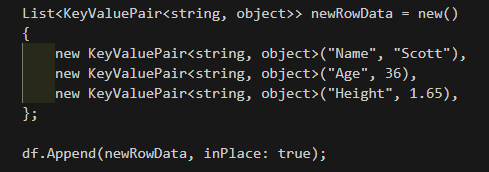 List<KeyValuePair<string, object>> newRowData = new()
{
    new KeyValuePair<string, object>("Name", "Scott"),
    new KeyValuePair<string, object>("Age", 36),
    new KeyValuePair<string, object>("Height", 1.65),
};

df.Append(newRowData, inPlace: true);